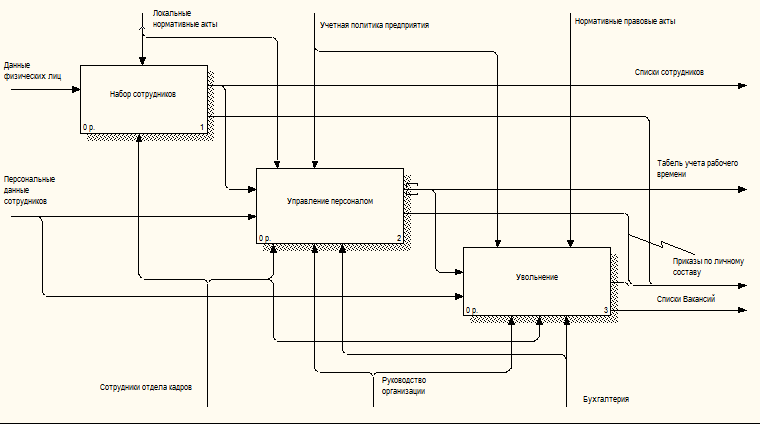 Локальные
нормативные акты
Учетная политика предприятия
Нормативные правовые акты
Данные
физических лиц
Списки сотрудников
Набор сотрудников
0 р.
1
Персональные
данные
сотрудников
Табель учета рабочего
времени
Управление персоналом
0 р.
2
Приказы по личному
составу
Увольнение
Списки Вакансий
0 р.
3
Сотрудники отдела кадров
Руководство
организации
Бухгалтерия